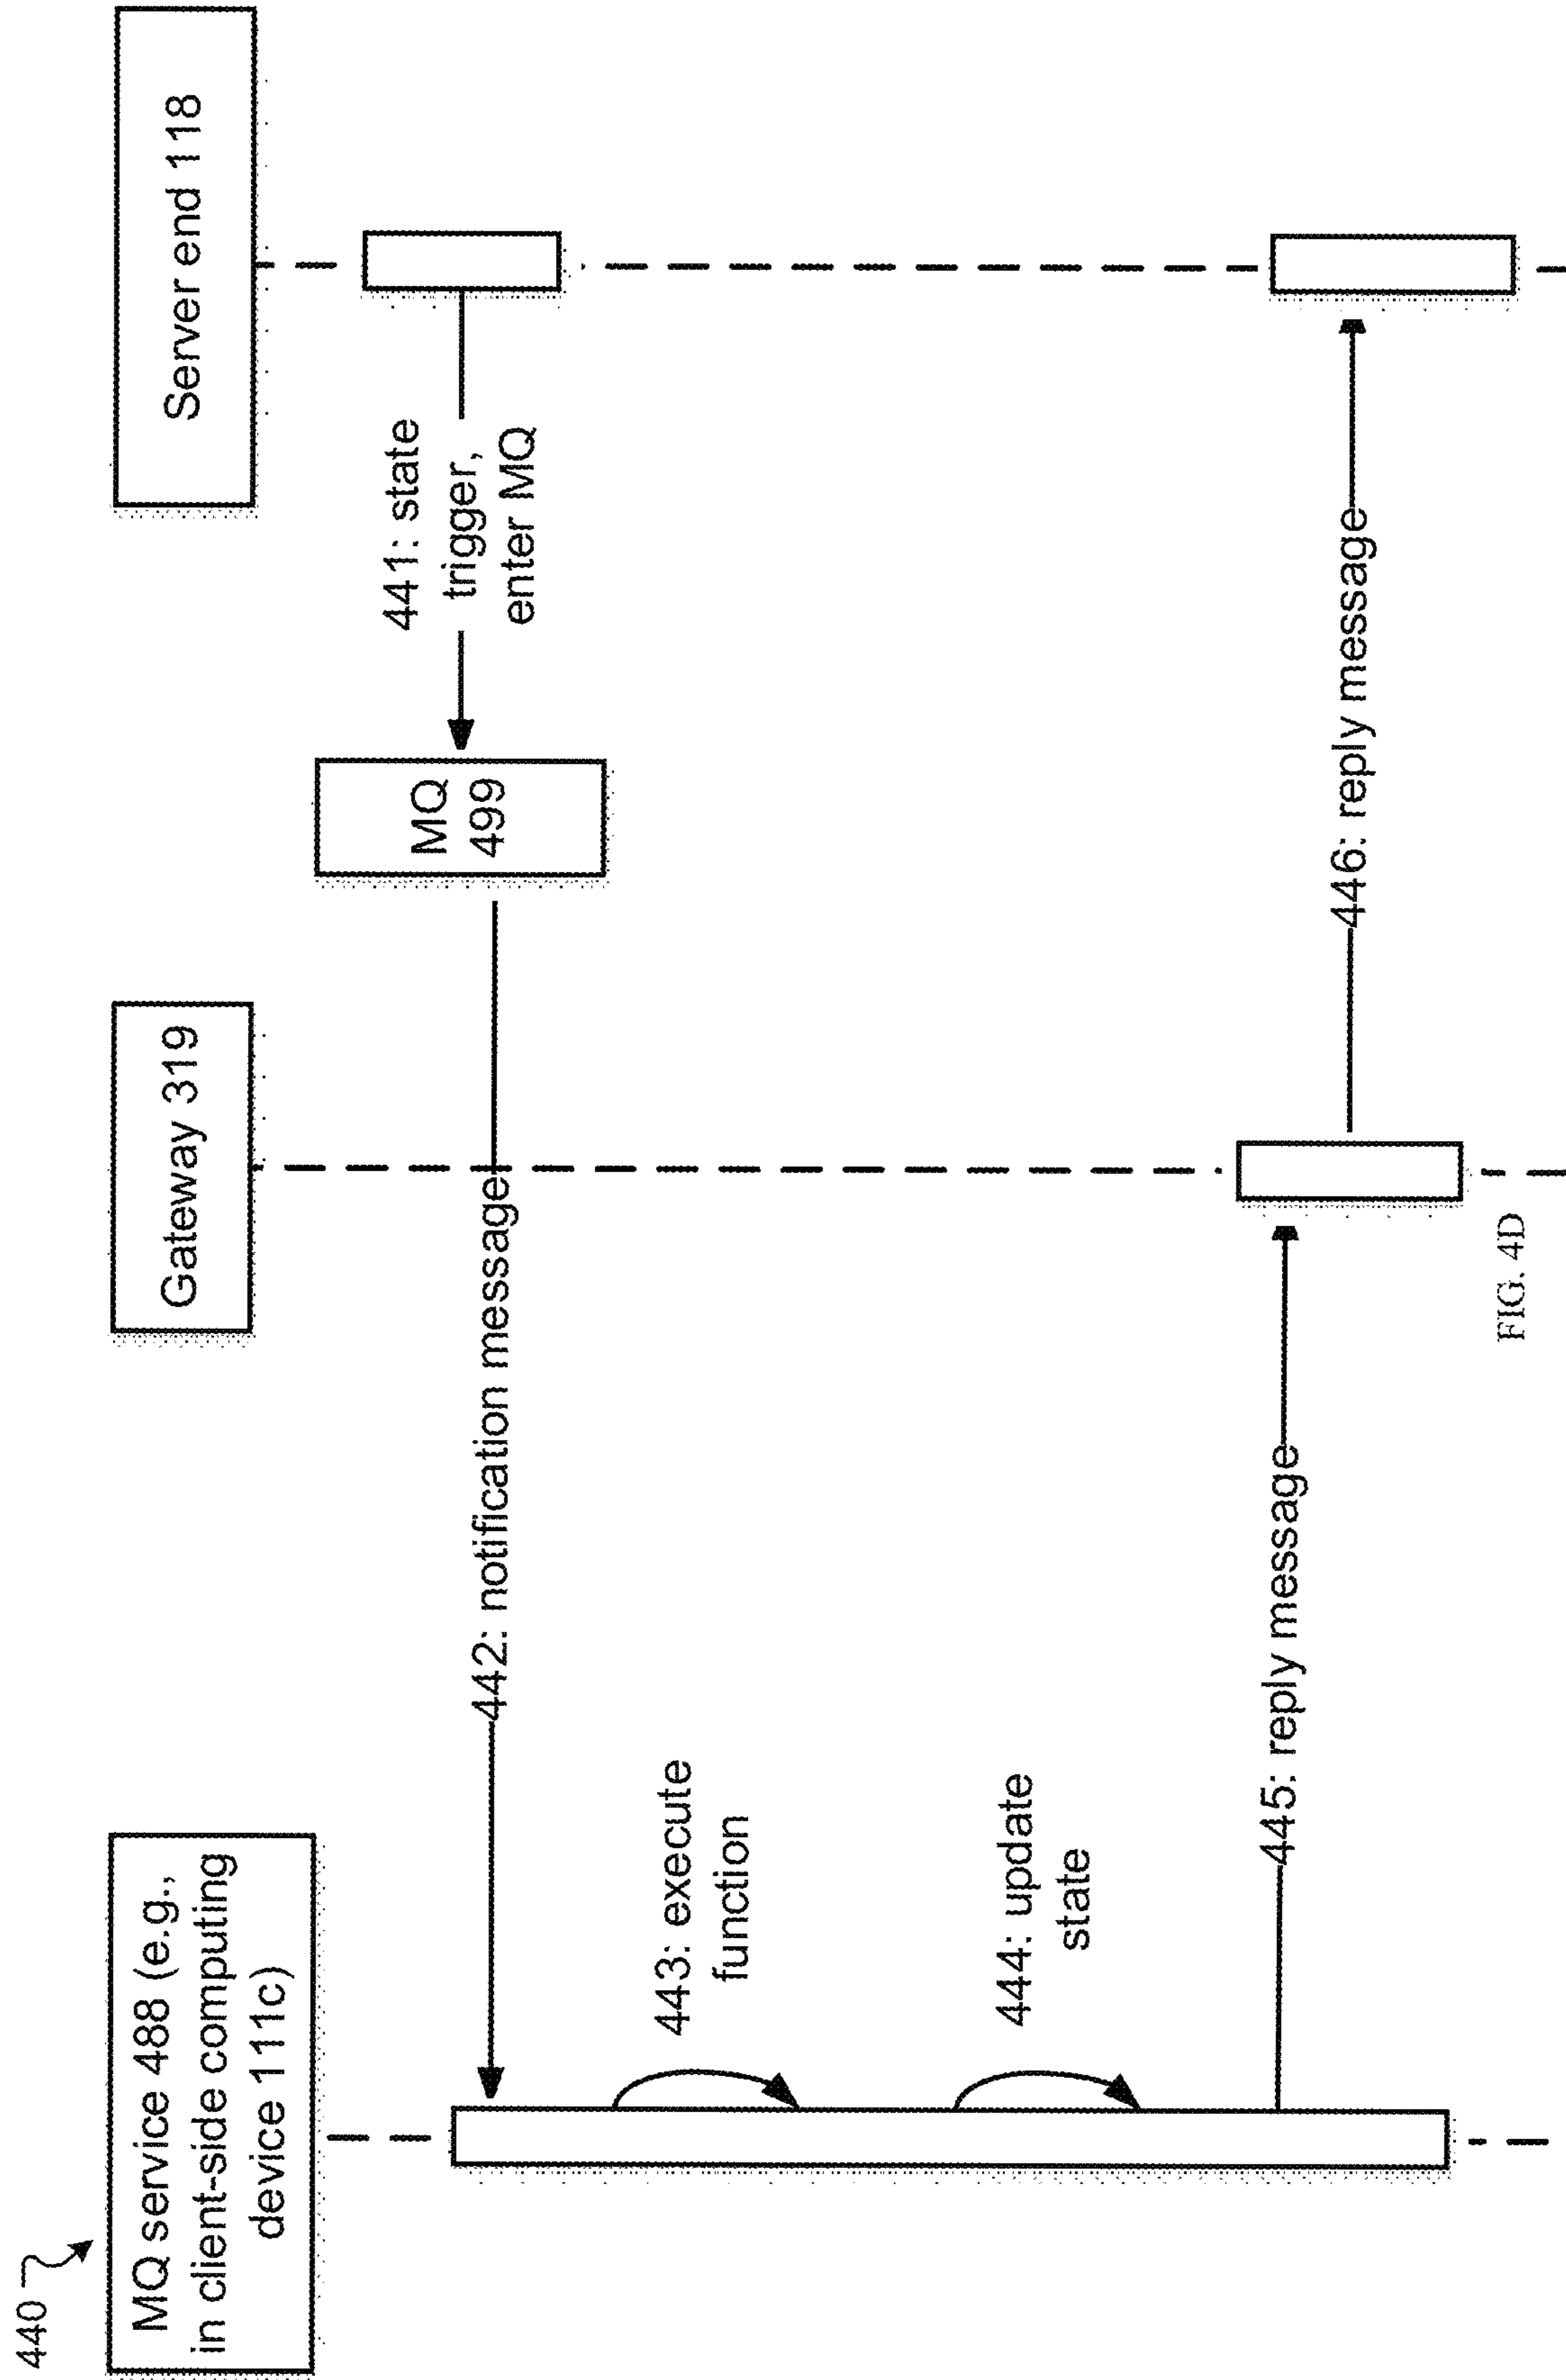 440
MQ service 488 (e.g.,
in client-side computing
device 111c)
Gateway 319
Server end 118
441: state
trigger,
enter MQ
MQ
499
442: notification message
443: execute
function
444: update
state
445: reply message
446: reply message
FIG. 4D